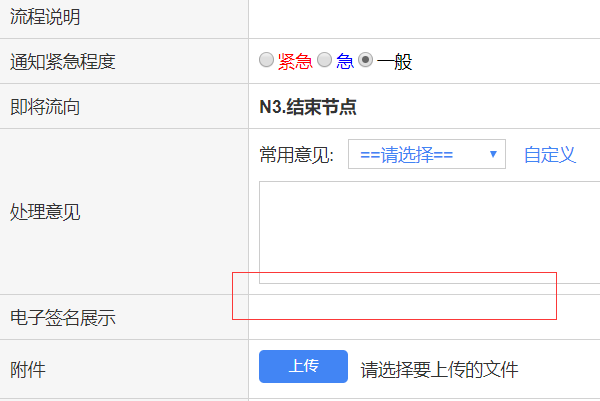 流程说明
通知紧急程度 紧急 急 一般
即将流向 N3.结束节点
常用意见: ==请选择== 自定义
处理意见
电子签名展示
附件 上传 请选择要上传的文件